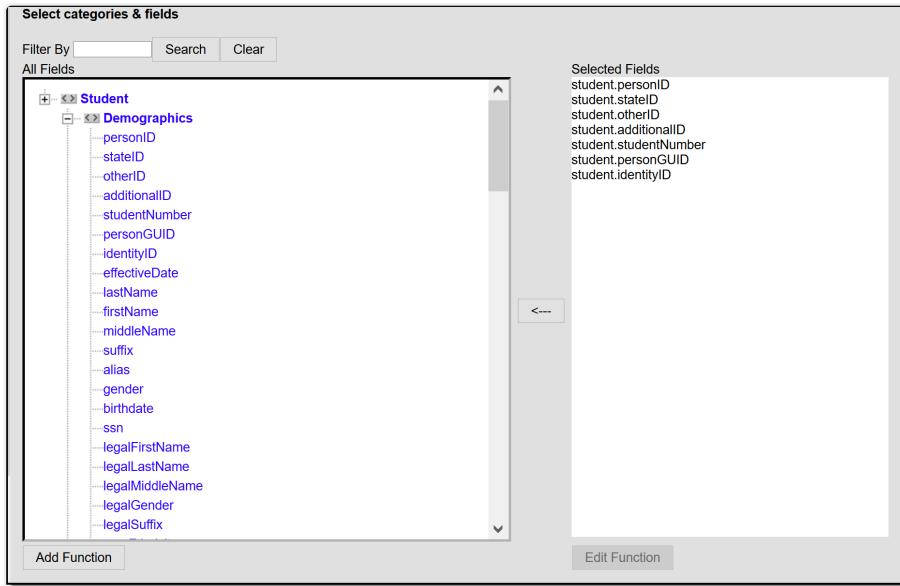 Select categories & fields
Filter By Search Clear
All Fields
Student
Demographics
personID
stateID
otherID
additionalID
studentNumber
personGUID
identityID
effectiveDate
lastName
firstName
middleName
suffix
alias
gender
birthdate
ssn
legalFirstName
legalLastName
legalMiddleName
legalGender
legalSuffix
Add Function
<---
Selected Fields
student.personID
student.stateID
student.otherID
student.additionalID
student.studentNumber
student.personGUID
student.identityID
Edit Function